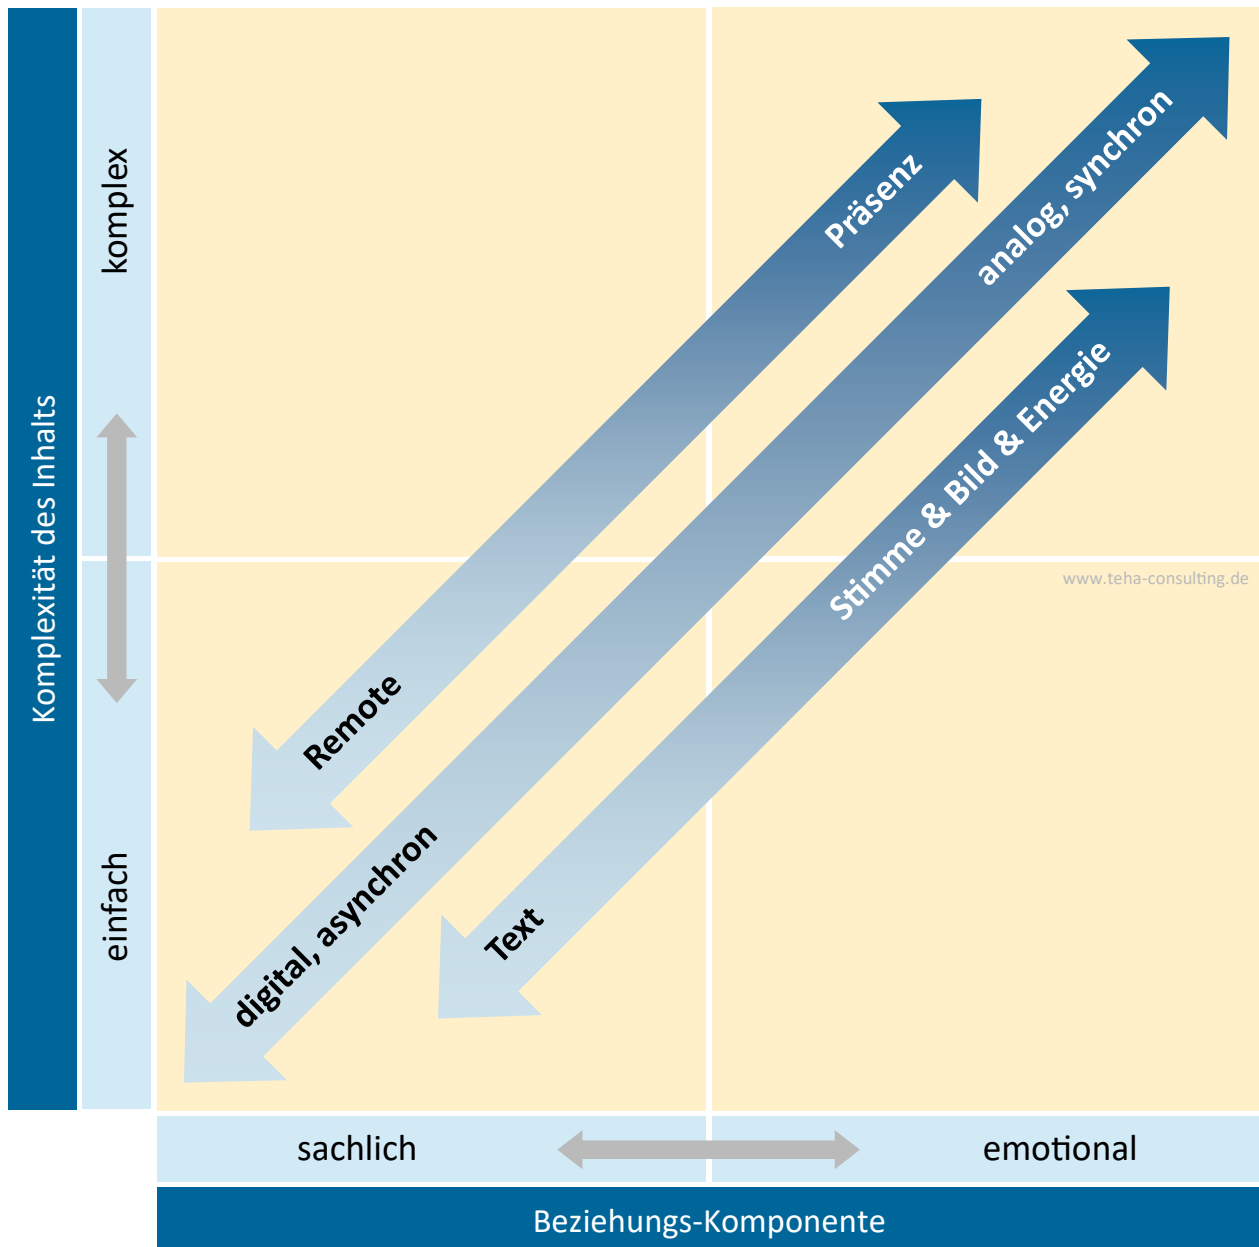 Komplexität des Inhalts
komplex
einfach
Präsenz
Remote
analog, synchron
digital, asynchron
Stimme & Bild & Energie
Text
www.teha-consulting.de
sachlich
emotional
Beziehungs-Komponente